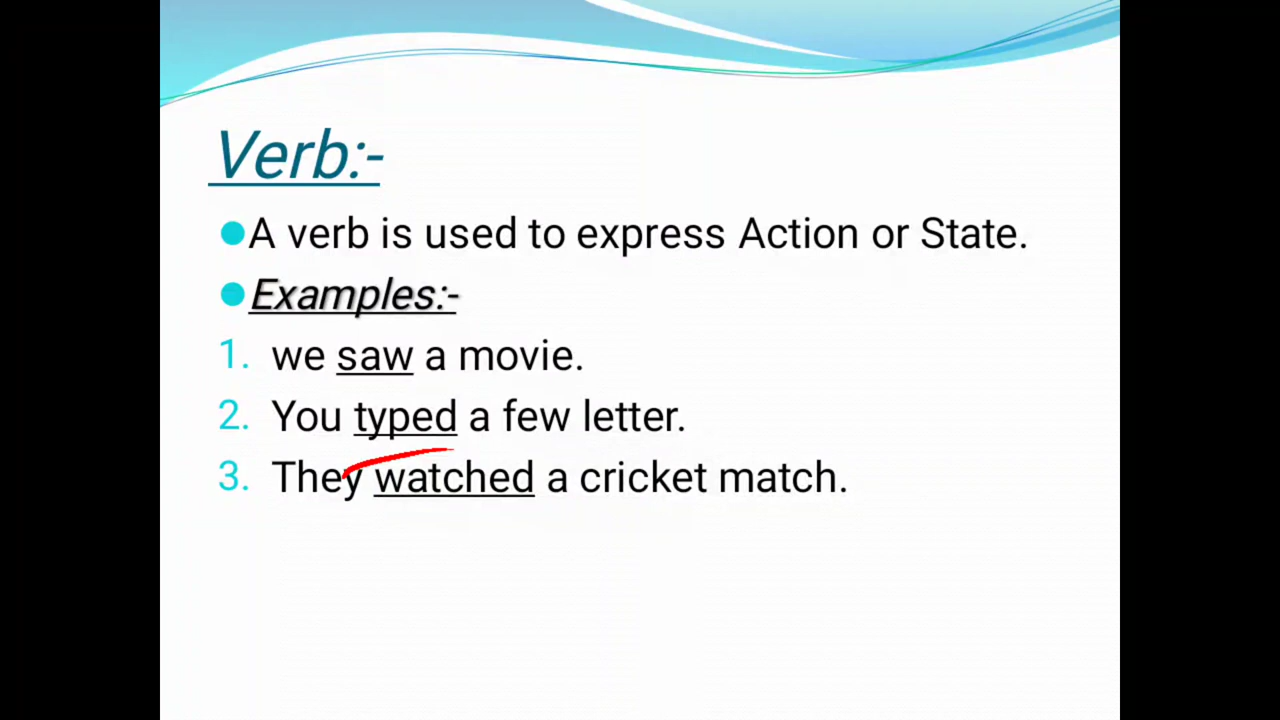 Verb:-
A verb is used to express Action or State.
Examples:-
1. we saw a movie.
2. You typed a few letter.
3. They watched a cricket match.